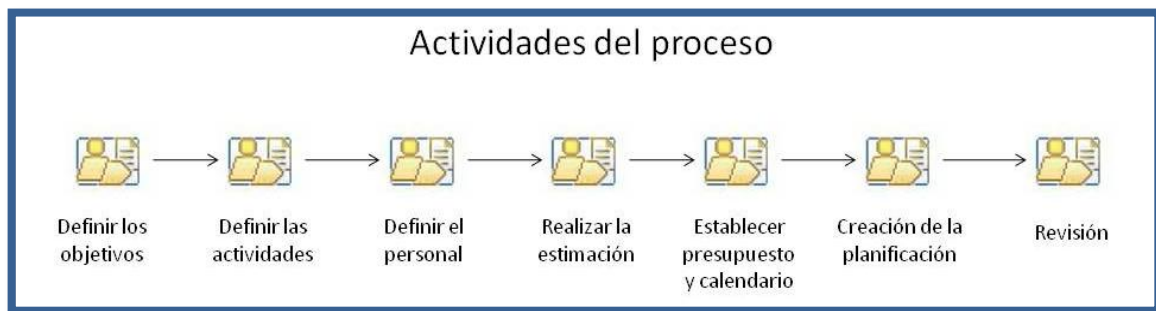 Actividades del proceso
Definir los
objetivos
Definir las
actividades
Definir el
personal
Realizar la
estimación
Establecer
presupuesto
y calendario
Creación de la
planificación
Revisión